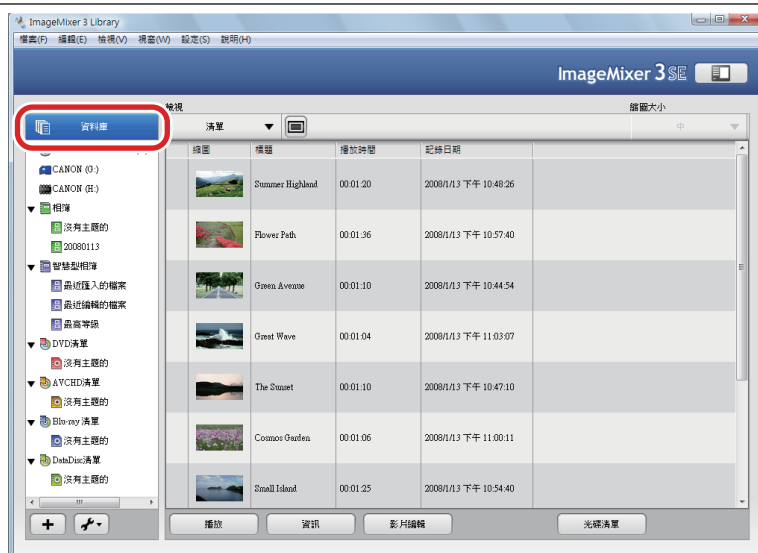 ImageMixer 3 Library
檔案(F) 編輯(E) 檢視(V) 視窗(W) 設定(S) 說明(H)
ImageMixer 3 SE
檢視 縮圖大小
資料庫 清單 中
縮圖 標題 播放時間 記錄日期
CANON (G:)
CANON (H:)
相簿
沒有主題的
20080113
智慧型相簿
最近匯入的檔案
最近編輯的檔案
最高等級
DVD清單
沒有主題的
AVCHD清單
沒有主題的
Blu-ray 清單
沒有主題的
DataDisc清單
沒有主題的
Summer Highland 00:01:20 2008/1/13 下午 10:48:26
Flower Path 00:01:36 2008/1/13 下午 10:57:40
Green Avenue 00:01:10 2008/1/13 下午 10:44:54
Great Wave 00:01:04 2008/1/13 下午 11:03:07
The Sunset 00:01:10 2008/1/13 下午 10:47:10
Cosmos Garden 00:01:06 2008/1/13 下午 11:00:11
Small Island 00:01:25 2008/1/13 下午 10:54:40
播放 資訊 影片編輯 光碟清單